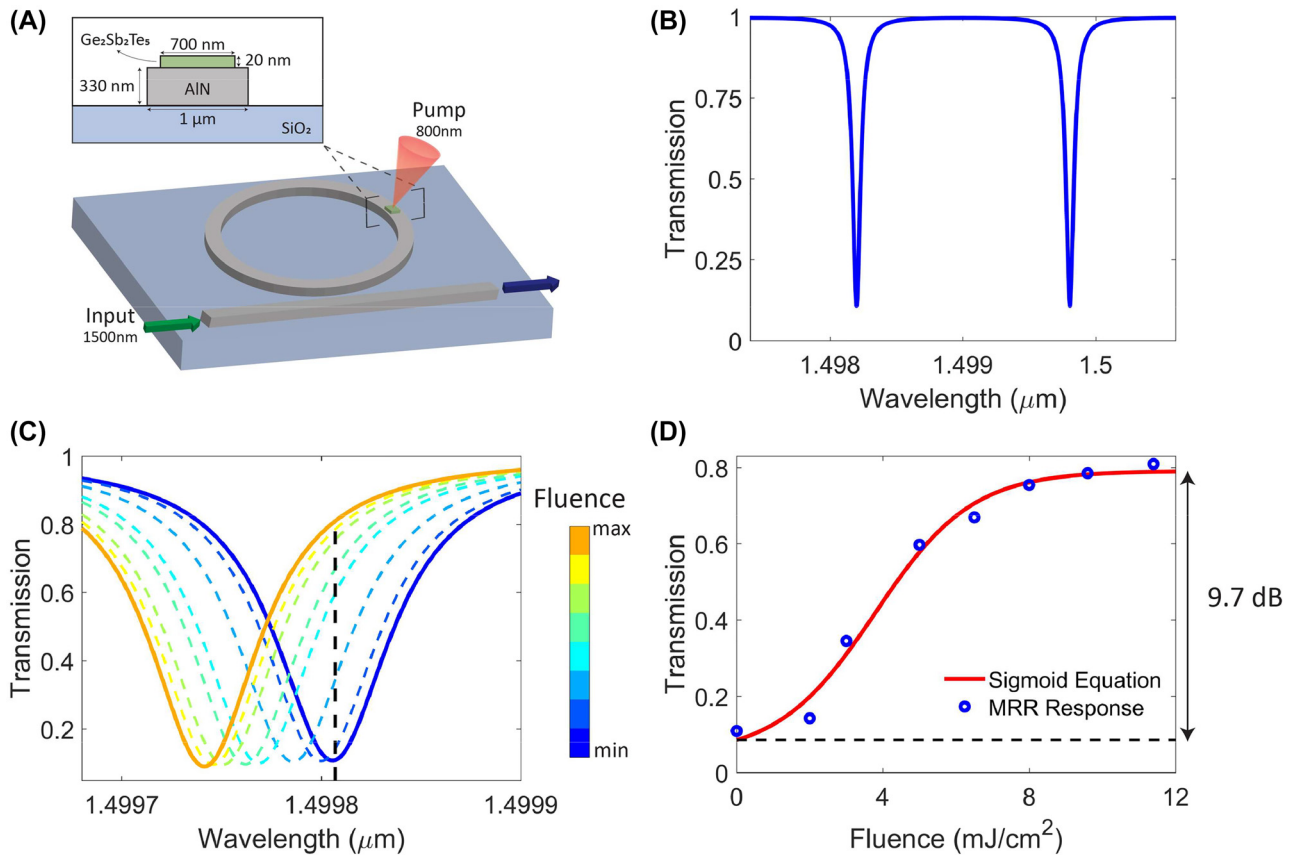 (A)
Ge₂Sb₂Te₅
700 nm
20 nm
330 nm
AlN
1 μm
SiO₂
Pump
800nm
Input
1500nm
(B)
Transmission
1
0.75
0.5
0.25
0
1.498
1.499
1.5
Wavelength (μm)
(C)
Transmission
1
0.8
0.6
0.4
0.2
1.4997
1.4998
1.4999
Wavelength (μm)
Fluence
max
min
(D)
Transmission
0.8
0.6
0.4
0.2
0
0
4
8
12
Fluence (mJ/cm²)
Sigmoid Equation
MRR Response
9.7 dB